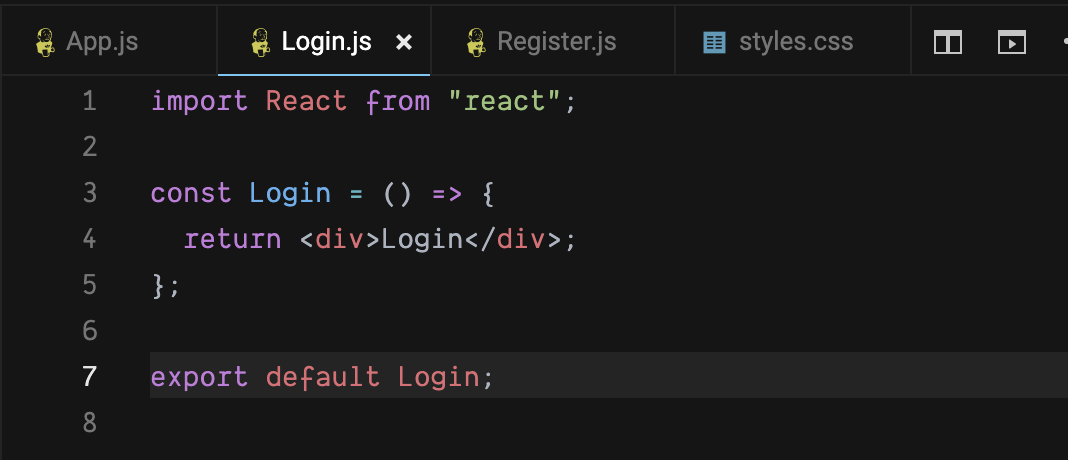 App.js Login.js × Register.js styles.css
1 import React from "react";
2
3 const Login = () => {
4   return <div>Login</div>;
5 };
6
7 export default Login;
8